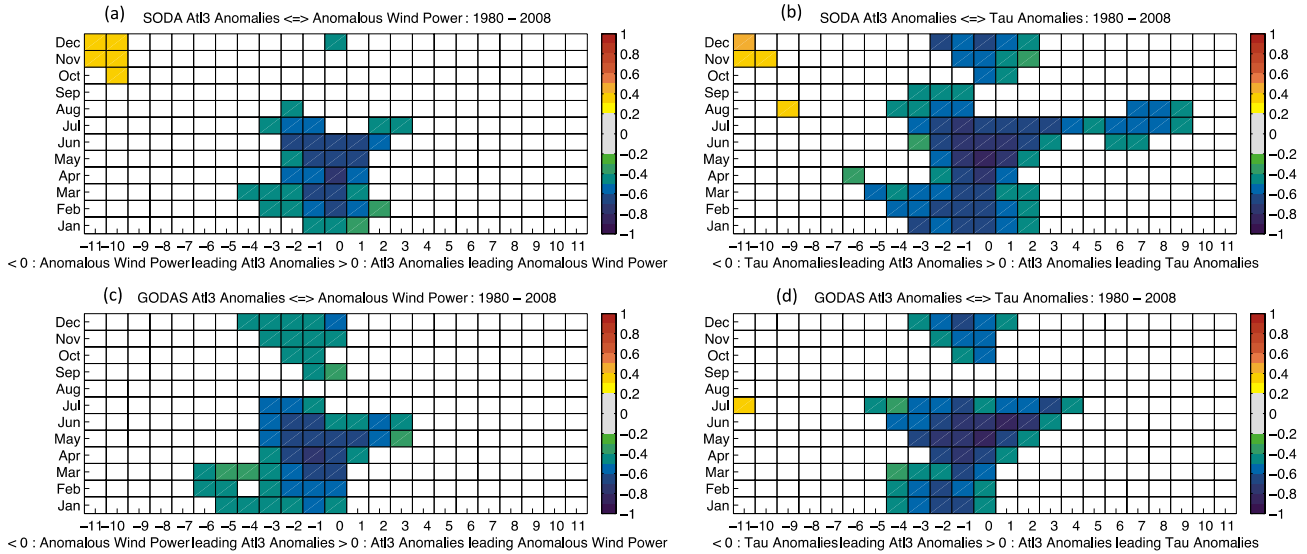 (a)
SODA Atl3 Anomalies <=> Anomalous Wind Power : 1980 − 2008
Dec
Nov
Oct
Sep
Aug
Jul
Jun
May
Apr
Mar
Feb
Jan
−11 −10 −9 −8 −7 −6 −5 −4 −3 −2 −1 0 1 2 3 4 5 6 7 8 9 10 11
< 0 : Anomalous Wind Power leading Atl3 Anomalies > 0 : Atl3 Anomalies leading Anomalous Wind Power
1
0.8
0.6
0.4
0.2
0
−0.2
−0.4
−0.6
−0.8
−1
(b)
SODA Atl3 Anomalies <=> Tau Anomalies : 1980 − 2008
Dec
Nov
Oct
Sep
Aug
Jul
Jun
May
Apr
Mar
Feb
Jan
−11 −10 −9 −8 −7 −6 −5 −4 −3 −2 −1 0 1 2 3 4 5 6 7 8 9 10 11
< 0 : Tau Anomalies leading Atl3 Anomalies > 0 : Atl3 Anomalies leading Tau Anomalies
1
0.8
0.6
0.4
0.2
0
−0.2
−0.4
−0.6
−0.8
−1
(c)
GODAS Atl3 Anomalies <=> Anomalous Wind Power : 1980 − 2008
Dec
Nov
Oct
Sep
Aug
Jul
Jun
May
Apr
Mar
Feb
Jan
−11 −10 −9 −8 −7 −6 −5 −4 −3 −2 −1 0 1 2 3 4 5 6 7 8 9 10 11
< 0 : Anomalous Wind Power leading Atl3 Anomalies > 0 : Atl3 Anomalies leading Anomalous Wind Power
1
0.8
0.6
0.4
0.2
0
−0.2
−0.4
−0.6
−0.8
−1
(d)
GODAS Atl3 Anomalies <=> Tau Anomalies : 1980 − 2008
Dec
Nov
Oct
Sep
Aug
Jul
Jun
May
Apr
Mar
Feb
Jan
−11 −10 −9 −8 −7 −6 −5 −4 −3 −2 −1 0 1 2 3 4 5 6 7 8 9 10 11
< 0 : Tau Anomalies leading Atl3 Anomalies > 0 : Atl3 Anomalies leading Tau Anomalies
1
0.8
0.6
0.4
0.2
0
−0.2
−0.4
−0.6
−0.8
−1